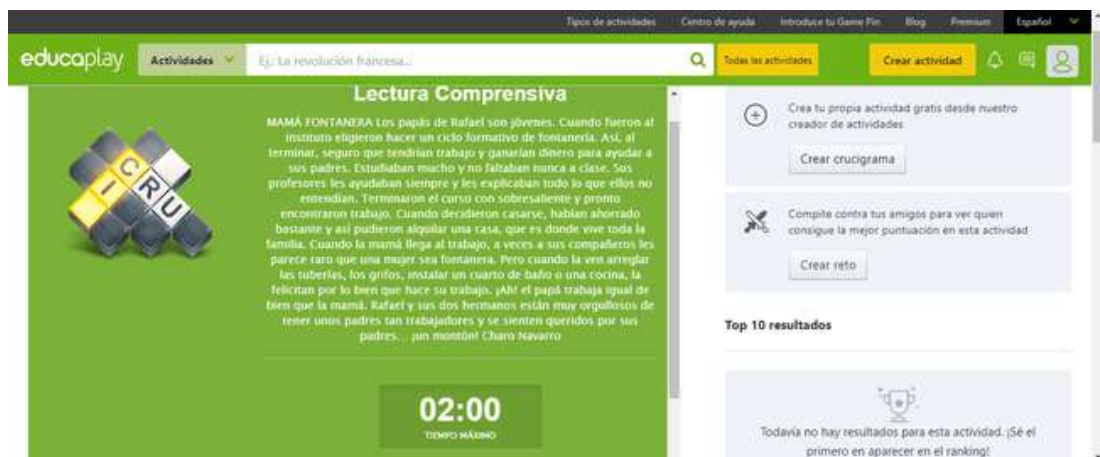 Tipos de actividades Centro de ayuda Introduce tu Game Pin Blog Premium Español
educaplay Actividades Ej.: La revolución francesa... Todas las actividades Crear actividad
Lectura Comprensiva
MAMÁ FONTANERA Los papás de Rafael son jóvenes. Cuando fueron al
instituto eligieron hacer un ciclo formativo de fontanería. Así, al
terminar, seguro que tendrían trabajo y ganarían dinero para ayudar a
sus padres. Estudiaban mucho y no faltaban nunca a clase. Sus
profesores les ayudaban siempre y les explicaban todo lo que ellos no
entendían. Terminaron el curso con sobresaliente y pronto
encontraron trabajo. Cuando decidieron casarse, habían ahorrado
bastante y así pudieron alquilar una casa, que es donde vive toda la
familia. Cuando la mamá llega al trabajo, a veces a sus compañeros les
parece raro que una mujer sea fontanera. Pero cuando la ven arreglar
las tuberías, los grifos, instalar un cuarto de baño o una cocina, la
felicitan por lo bien que hace su trabajo. ¡Ah! el papá trabaja igual de
bien que la mamá. Rafael y sus dos hermanos están muy orgullosos de
tener unos padres tan trabajadores y se sienten queridos por sus
padres... ¡un montón! Charo Navarro
02:00
TIEMPO MÁXIMO
C
I R
U
Crea tu propia actividad gratis desde nuestro
creador de actividades
Crear crucigrama
Compite contra tus amigos para ver quien
consigue la mejor puntuación en esta actividad
Crear reto
Top 10 resultados
Todavía no hay resultados para esta actividad. ¡Sé el
primero en aparecer en el ranking!